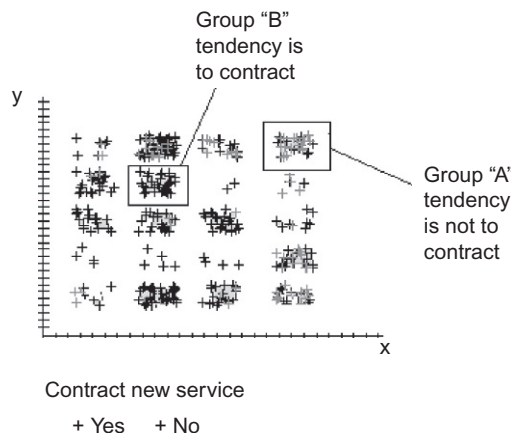 Group “B”
tendency is
to contract
y
Group “A’
tendency
is not to
contract
x
Contract new service
+ Yes + No